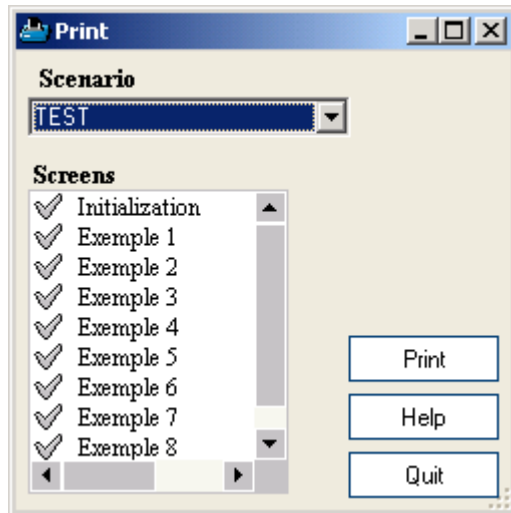 Print
Scenario
TEST
Screens
Initialization
Exemple 1
Exemple 2
Exemple 3
Exemple 4
Exemple 5
Exemple 6
Exemple 7
Exemple 8
Print
Help
Quit